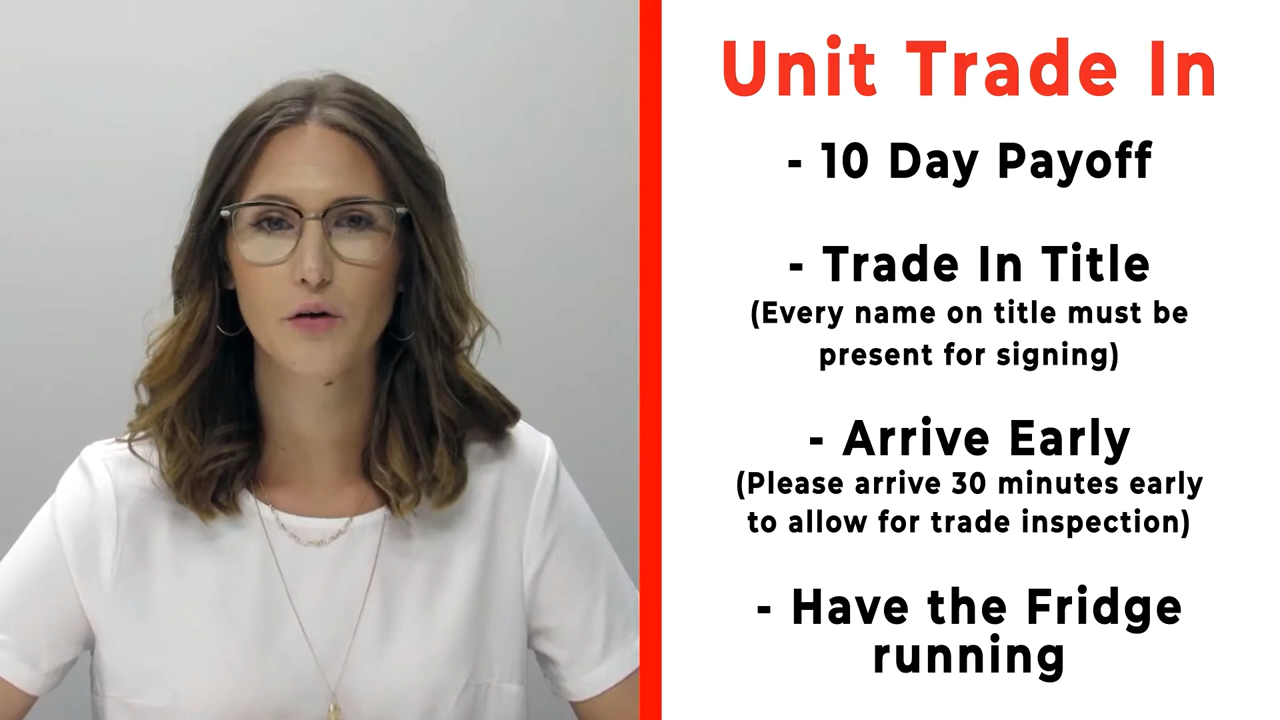 Unit Trade In
- 10 Day Payoff
- Trade In Title
(Every name on title must be
present for signing)
- Arrive Early
(Please arrive 30 minutes early
to allow for trade inspection)
- Have the Fridge
running